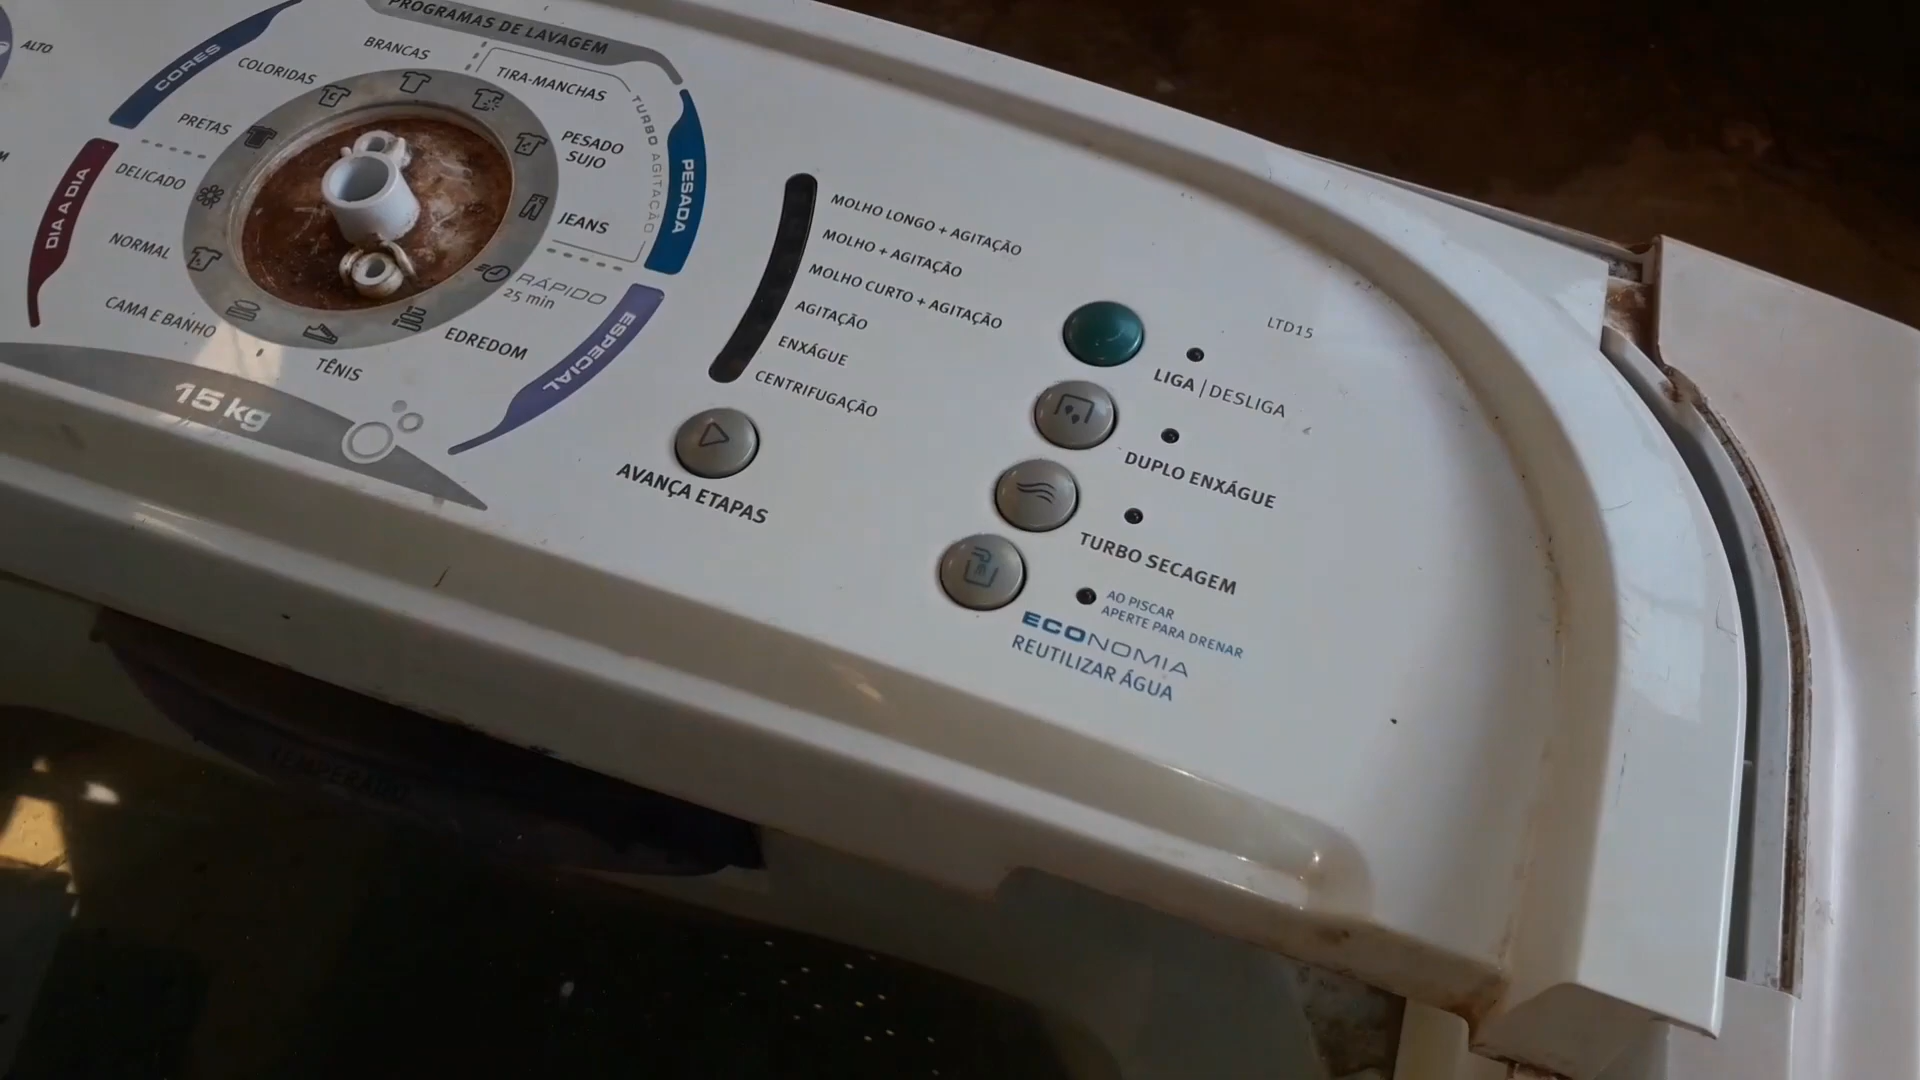 ALTO
PROGRAMAS DE LAVAGEM
CORES
BRANCAS
COLORIDAS
PRETAS
TIRA-MANCHAS
TURBO AGITAÇÃO
PESADO
SUJO
JEANS
PESADA
DIA A DIA
DELICADO
NORMAL
CAMA E BANHO
TÊNIS
EDREDOM
RÁPIDO
25 min
ESPECIAL
15 kg
MOLHO LONGO + AGITAÇÃO
MOLHO + AGITAÇÃO
MOLHO CURTO + AGITAÇÃO
AGITAÇÃO
ENXÁGUE
CENTRIFUGAÇÃO
AVANÇA ETAPAS
LTD15
LIGA | DESLIGA
DUPLO ENXÁGUE
TURBO SECAGEM
AO PISCAR
APERTE PARA DRENAR
ECONOMIA
REUTILIZAR ÁGUA
TEMPERADO